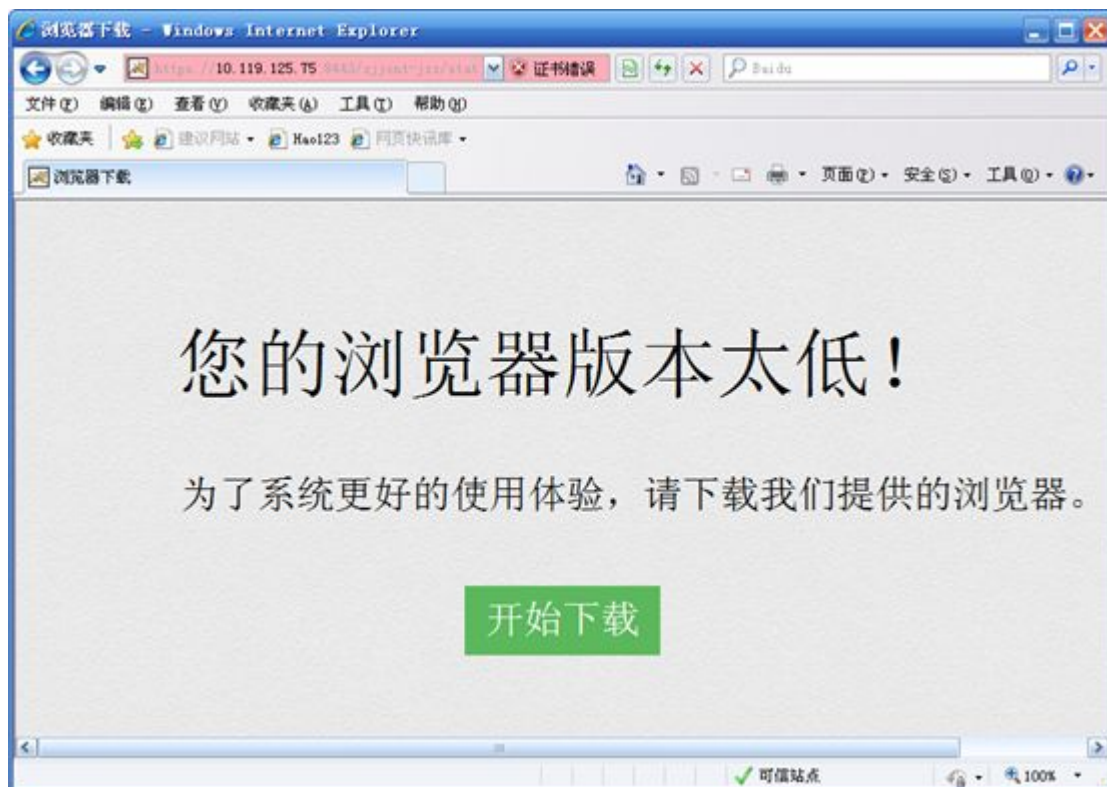 浏览器下载 - Windows Internet Explorer
https://10.119.125.75 证书错误 Baidu
文件(F) 编辑(E) 查看(V) 收藏夹(A) 工具(T) 帮助(H)
收藏夹 建议网站 Hao123 网页快讯库
浏览器下载 页面(P) 安全(S) 工具(O)
您的浏览器版本太低！
为了系统更好的使用体验，请下载我们提供的浏览器。
开始下载
可信站点 100%